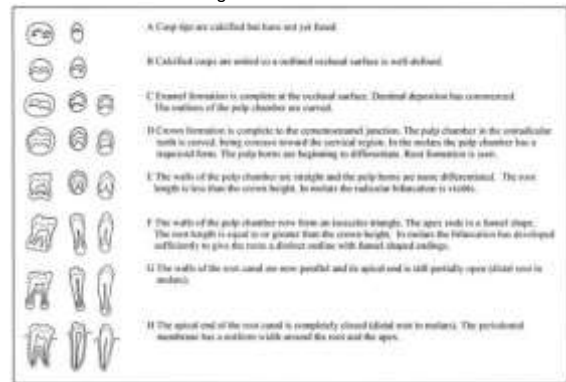 A Cusp tips are calcified but have not yet fused.
B Calcified cusps are united so a outlined occlusal surface is well-defined.
C Enamel formation is complete at the occlusal surface. Dentinal deposition has commenced.
The outlines of the pulp chamber are curved.
D Crown formation is complete to the cementoenamel junction. The pulp chamber in the uniradicular
teeth is curved, being concave toward the cervical region. In the molars the pulp chamber has a
trapezoid form. The pulp horns are beginning to differentiate. Root formation is seen.
E The walls of the pulp chamber are straight and the pulp horns are more differentiated. The root
length is less than the crown height. In molars the radicular bifurcation is visible.
F The walls of the pulp chamber now form an isosceles triangle. The apex ends in a funnel shape.
The root length is equal to or greater than the crown height. In molars the bifurcation has developed
sufficiently to give the roots a distinct outline with funnel shaped endings.
G The walls of the root canal are now parallel and its apical end is still partially open (distal root in
molars).
H The apical end of the root canal is completely closed (distal root in molars). The periodontal
membrane has a uniform width around the root and the apex.